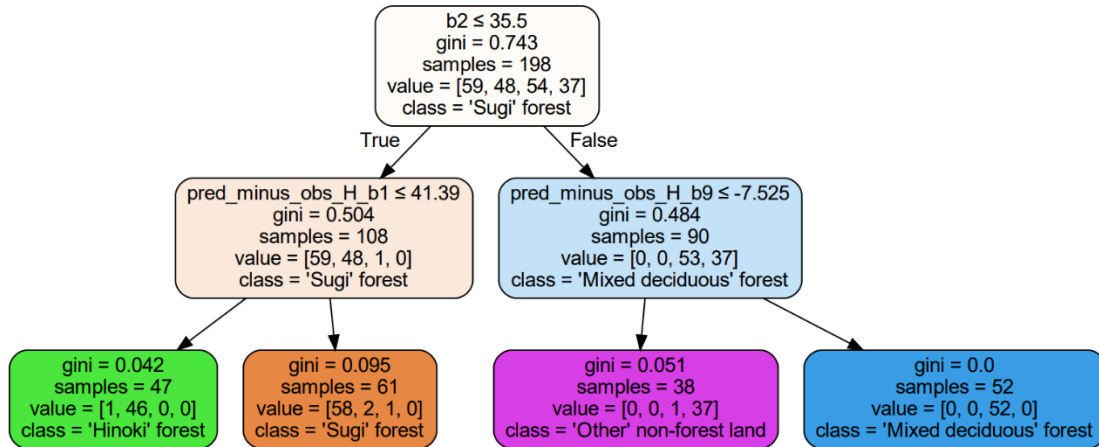 b2 ≤ 35.5
gini = 0.743
samples = 198
value = [59, 48, 54, 37]
class = 'Sugi' forest
True
False
pred_minus_obs_H_b1 ≤ 41.39
gini = 0.504
samples = 108
value = [59, 48, 1, 0]
class = 'Sugi' forest
pred_minus_obs_H_b9 ≤ -7.525
gini = 0.484
samples = 90
value = [0, 0, 53, 37]
class = 'Mixed deciduous' forest
gini = 0.042
samples = 47
value = [1, 46, 0, 0]
class = 'Hinoki' forest
gini = 0.095
samples = 61
value = [58, 2, 1, 0]
class = 'Sugi' forest
gini = 0.051
samples = 38
value = [0, 0, 1, 37]
class = 'Other' non-forest land
gini = 0.0
samples = 52
value = [0, 0, 52, 0]
class = 'Mixed deciduous' forest